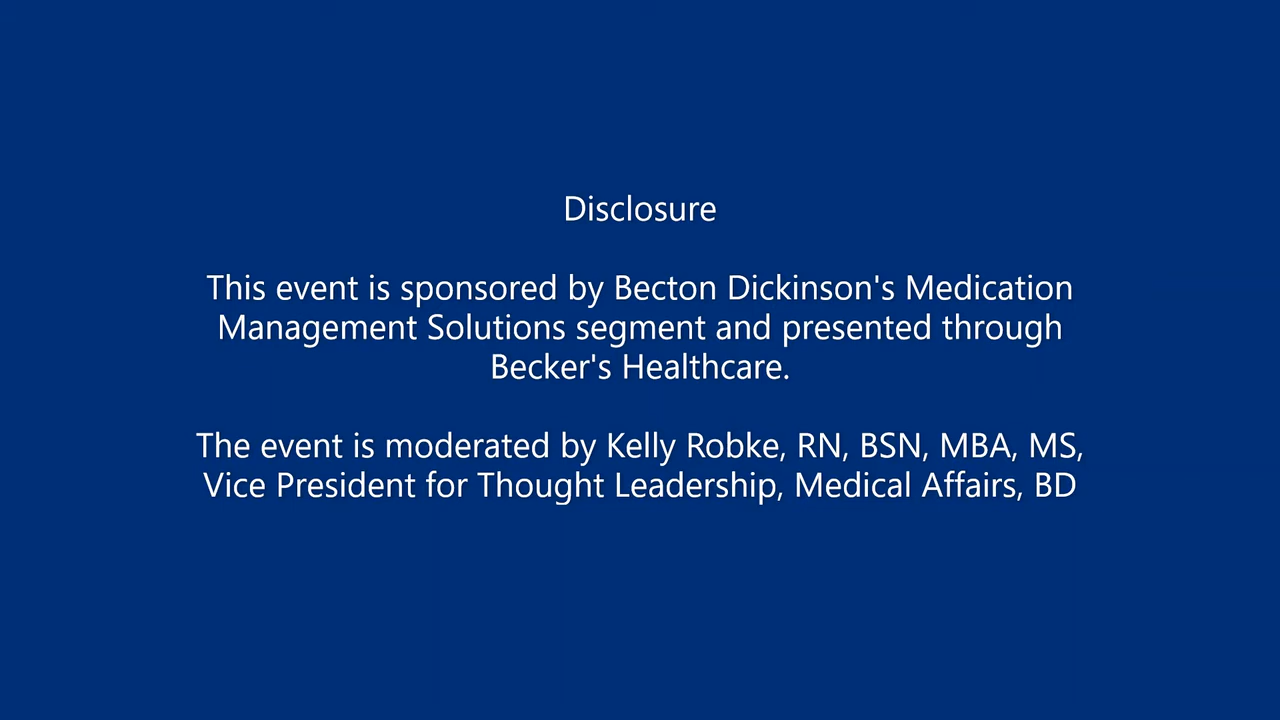 Disclosure
This event is sponsored by Becton Dickinson's Medication
Management Solutions segment and presented through
Becker's Healthcare.
The event is moderated by Kelly Robke, RN, BSN, MBA, MS,
Vice President for Thought Leadership, Medical Affairs, BD